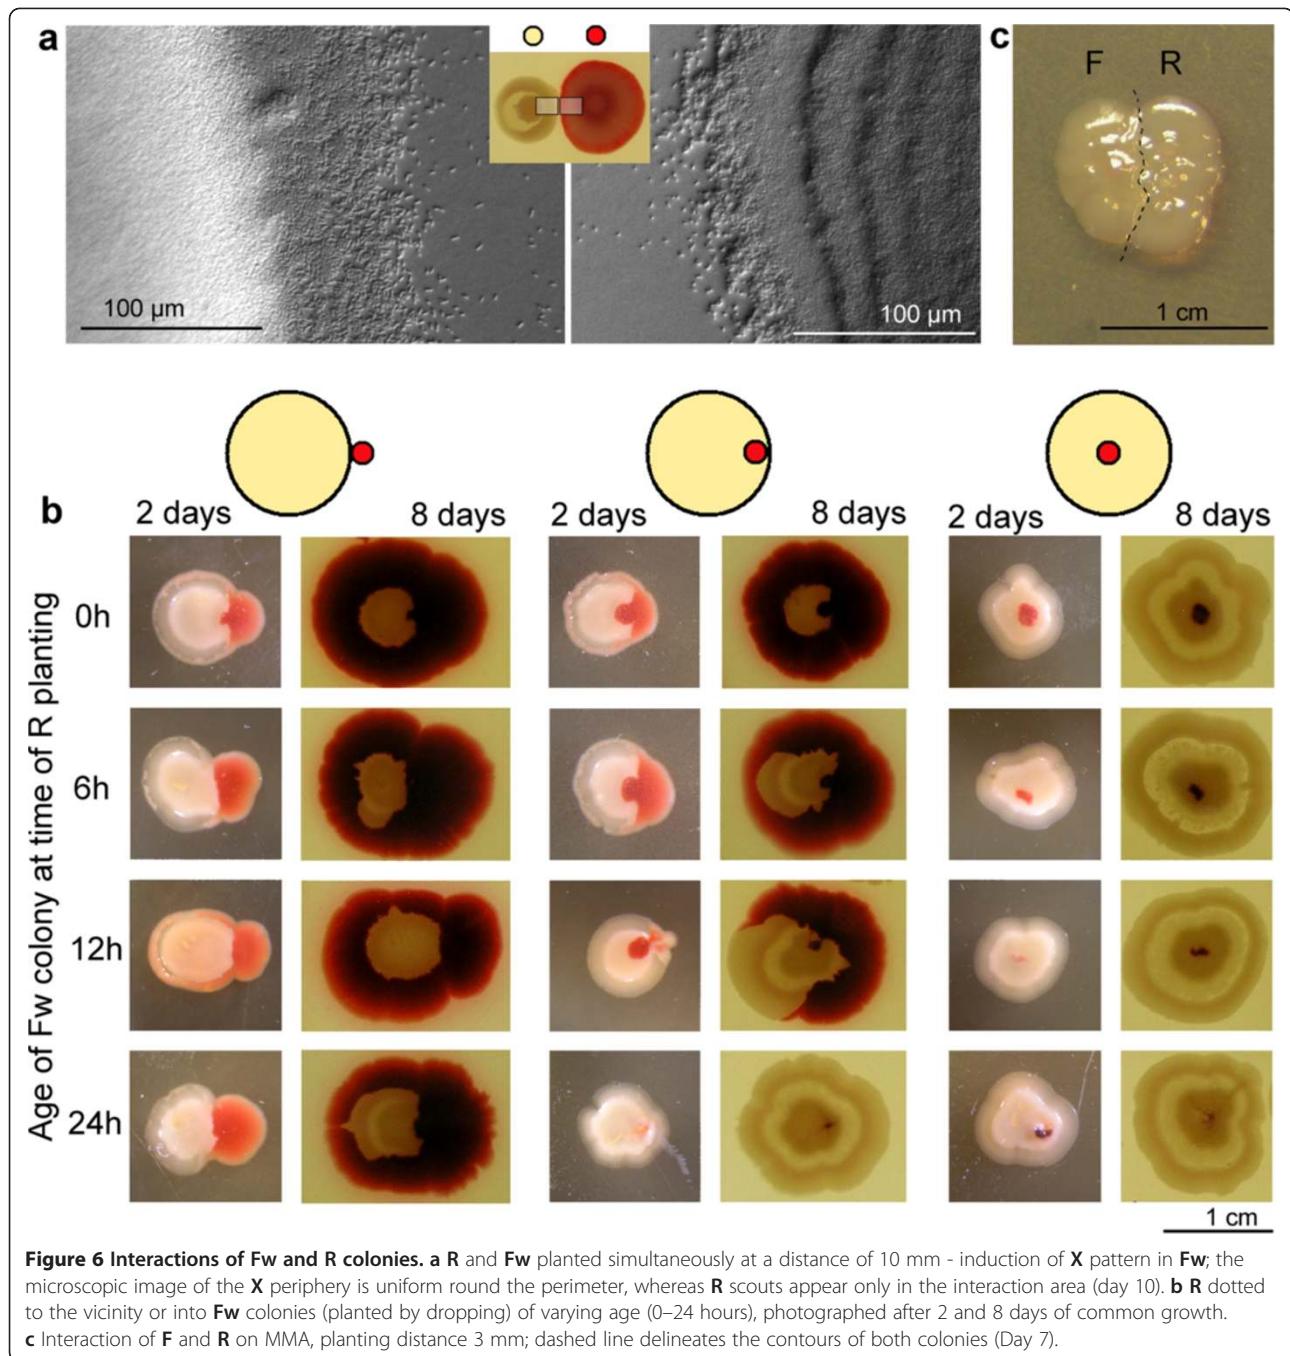 a
c
F R
100 µm
100 µm
1 cm
b
2 days 8 days 2 days 8 days 2 days 8 days
Age of Fw colony at time of R planting
0h
6h
12h
24h
1 cm
Figure 6 Interactions of Fw and R colonies. a R and Fw planted simultaneously at a distance of 10 mm - induction of X pattern in Fw; the
microscopic image of the X periphery is uniform round the perimeter, whereas R scouts appear only in the interaction area (day 10). b R dotted
to the vicinity or into Fw colonies (planted by dropping) of varying age (0–24 hours), photographed after 2 and 8 days of common growth.
c Interaction of F and R on MMA, planting distance 3 mm; dashed line delineates the contours of both colonies (Day 7).